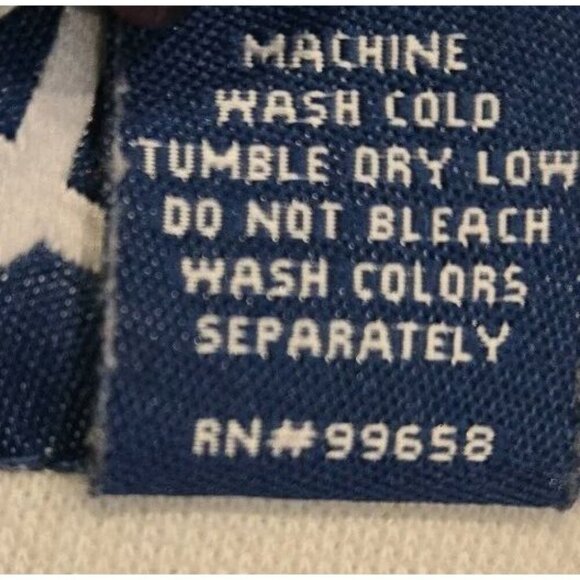 MACHINE
WASH COLD
TUMBLE DRY LOW
DO NOT BLEACH
WASH COLORS
SEPARATELY
RN#99658